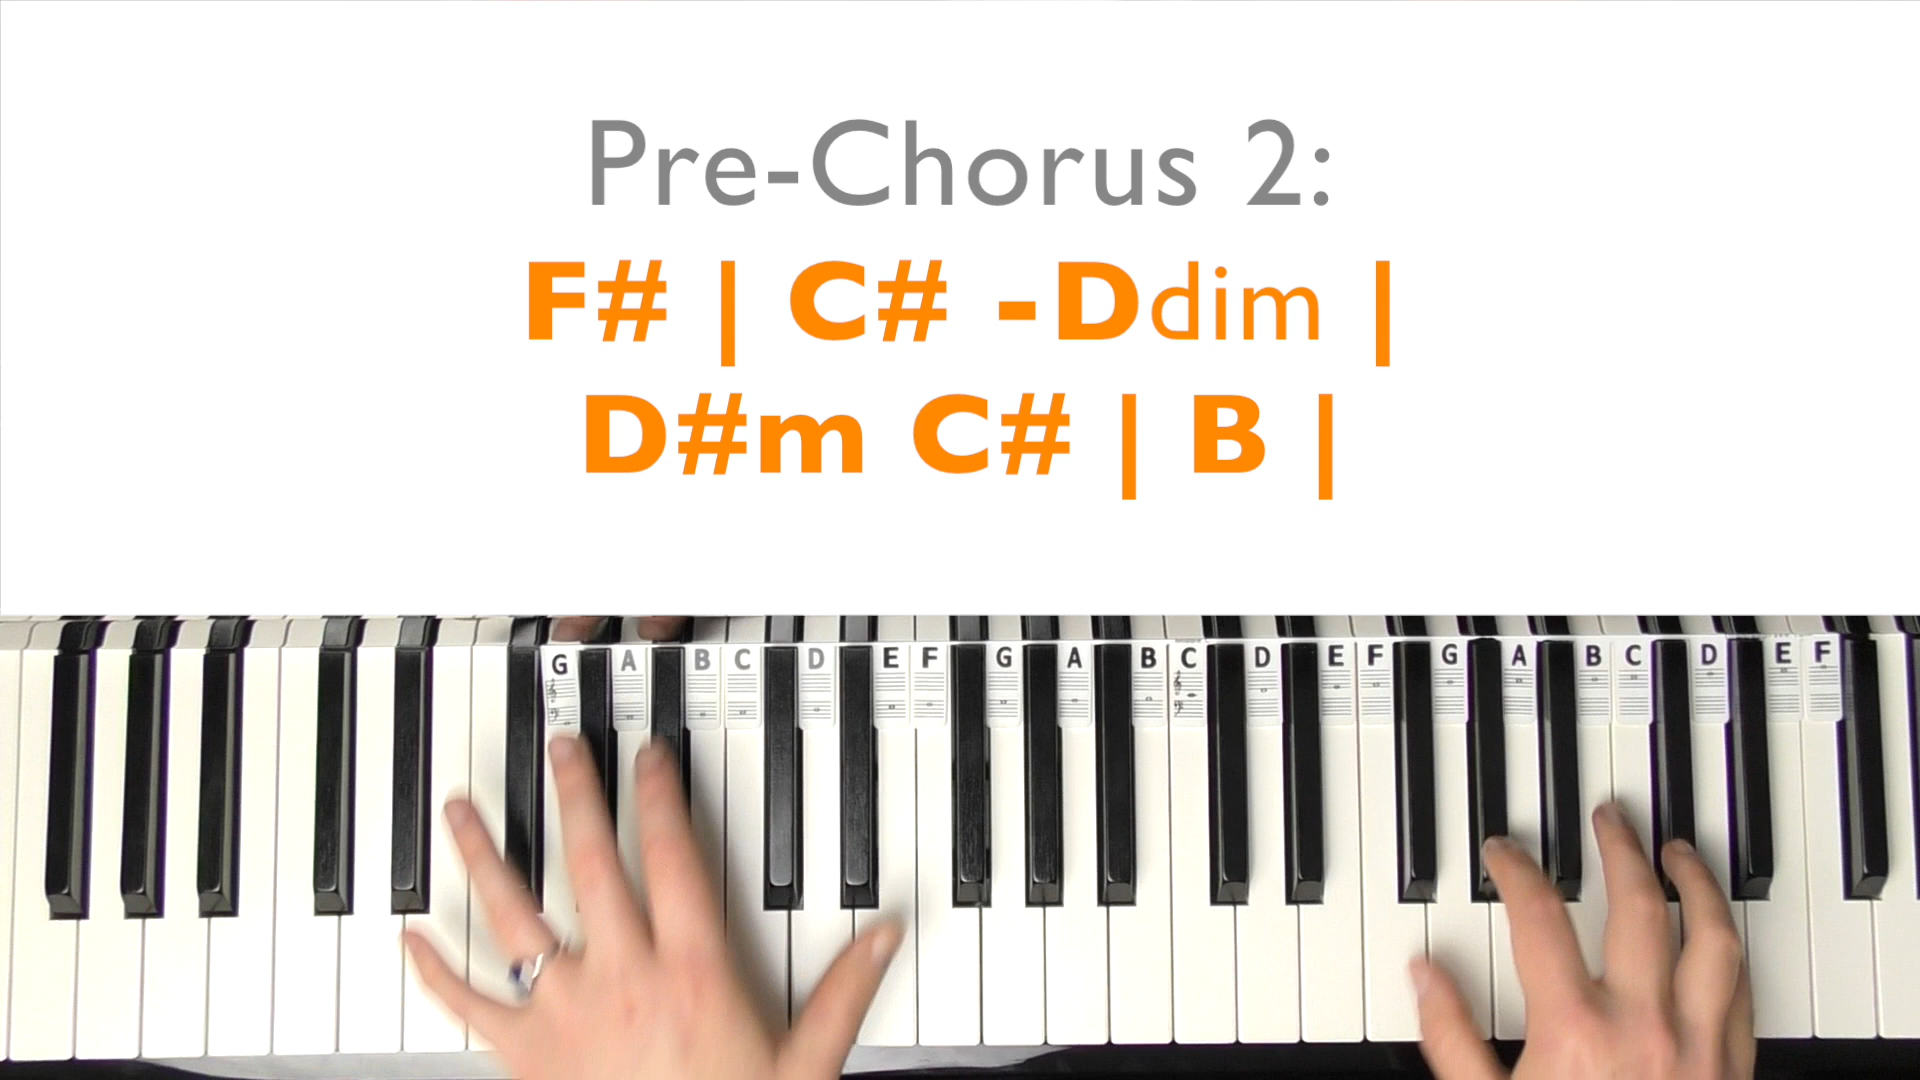 Pre-Chorus 2:
F# | C# -Ddim |
D#m C# | B |
G A B C D E F G A B C D E F G A B C D E F